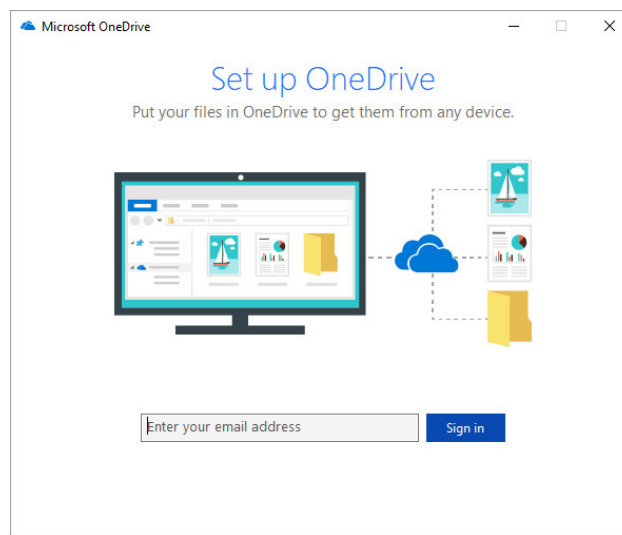 Microsoft OneDrive
Set up OneDrive
Put your files in OneDrive to get them from any device.
Enter your email address
Sign in